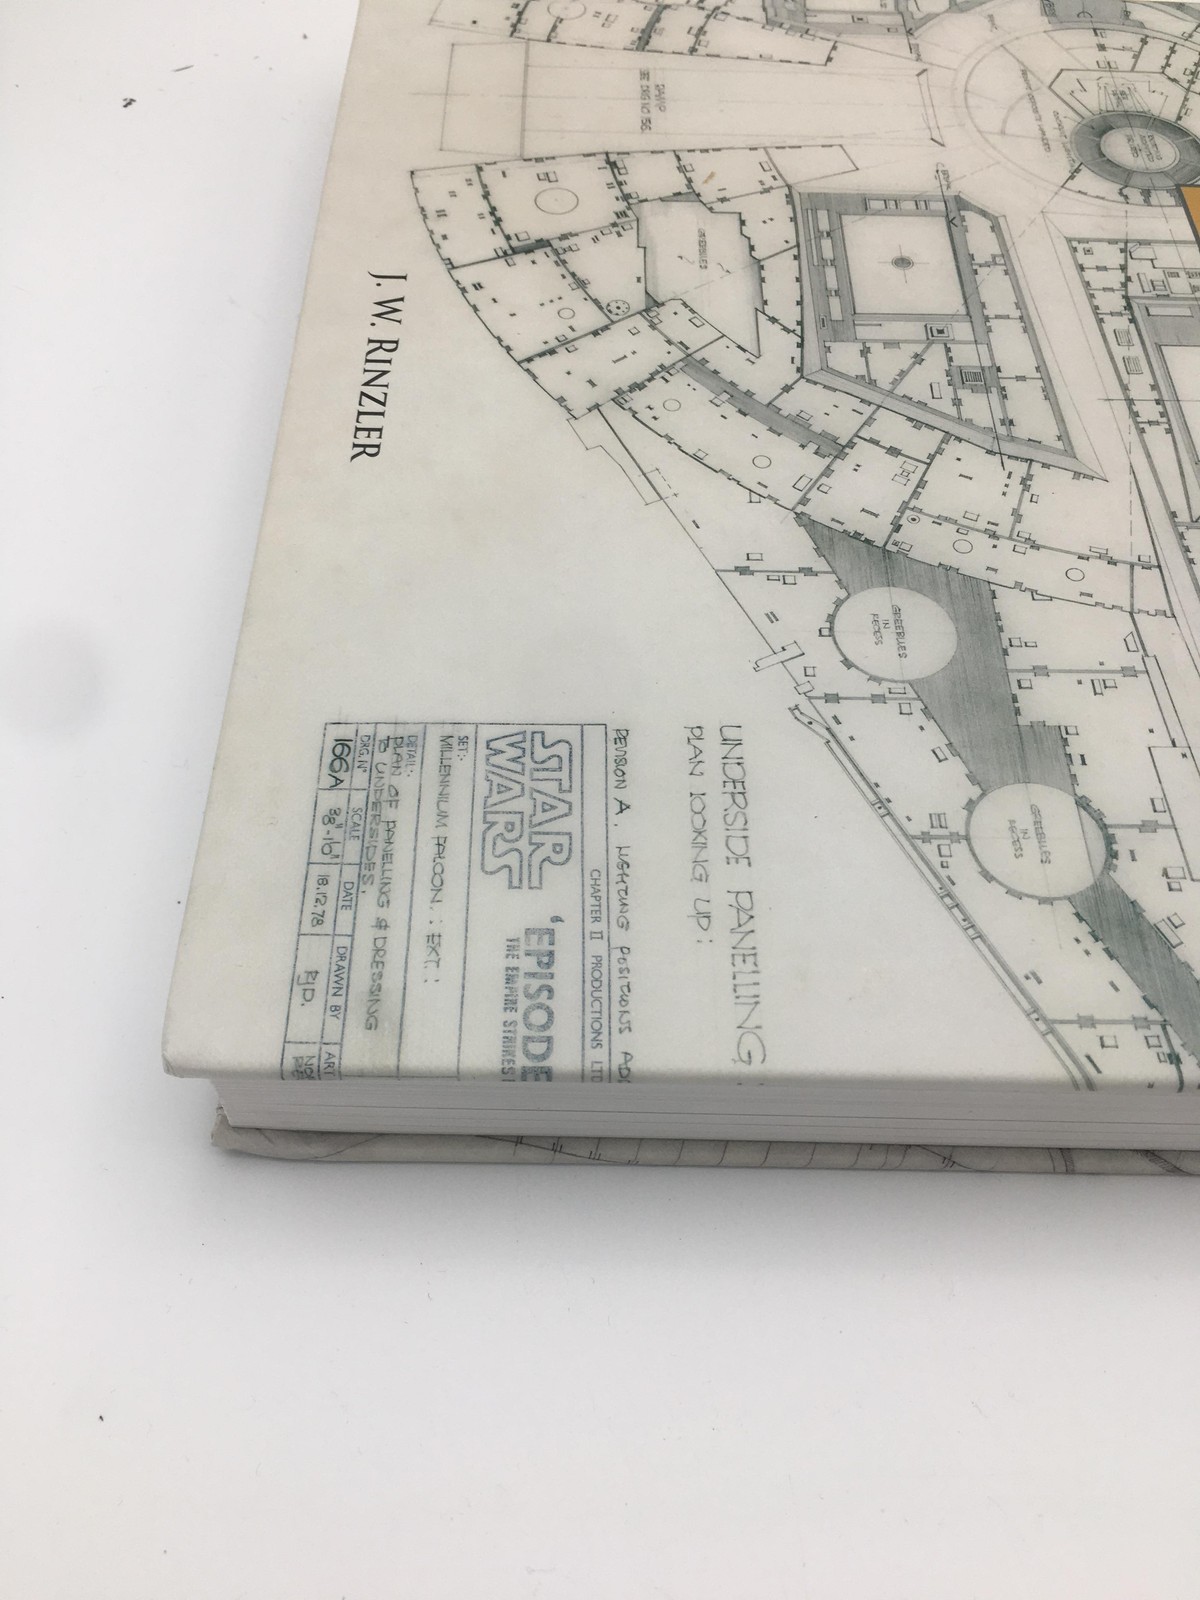 J. W. RINZLER
RAMP
UNDERSIDE PANELLING
PLAN LOOKING UP:
REVISION A. LIGHTING POSITIONS
CHAPTER II PRODUCTIONS LTD
STAR
WARS
'EPISODE
THE EMPIRE STRIKES
SET:-
MILLENNIUM FALCON : EXT. :
DETAIL:-
PLAN OF PANELLING & DRESSING
TO UNDERSIDES.
DRG. Nº SCALE DATE DRAWN BY ART
166A 18.12.78
GREEBLIES
IN
RECESS
GREEBLIES
IN
RECESS